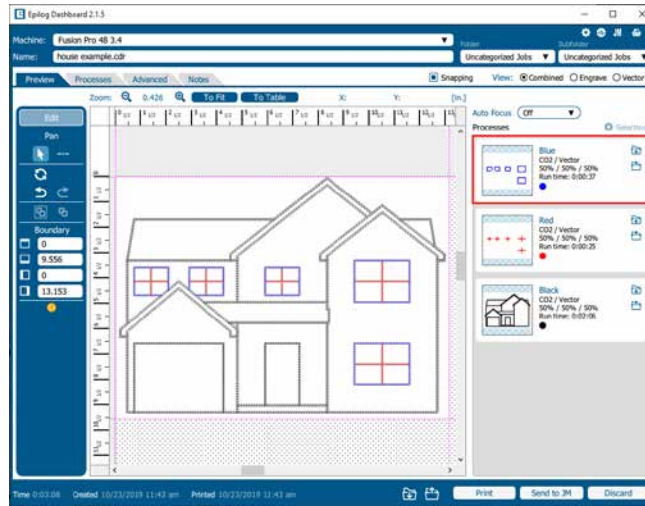 Epilog Dashboard 2.1.5
Machine: Fusion Pro 48 3.4
Folder Subfolder
Name: house example.cdr Uncategorized Jobs Uncategorized Jobs
Preview Processes Advanced Notes Snapping View: Combined Engrave Vector
Zoom: 0.426 To Fit To Table X: Y: [in.]
Edit
Pan
Boundary
0
9.556
0
13.153
Auto Focus Off
Processes
Blue
CO2 / Vector
50% / 50% / 50%
Run time: 0:00:37
Red
CO2 / Vector
50% / 50% / 50%
Run time: 0:00:25
Black
CO2 / Vector
50% / 50% / 50%
Run time: 0:02:06
Time 0:03:08 Created 10/23/2019 11:43 am Printed 10/23/2019 11:43 am
Print Send to JM Discard